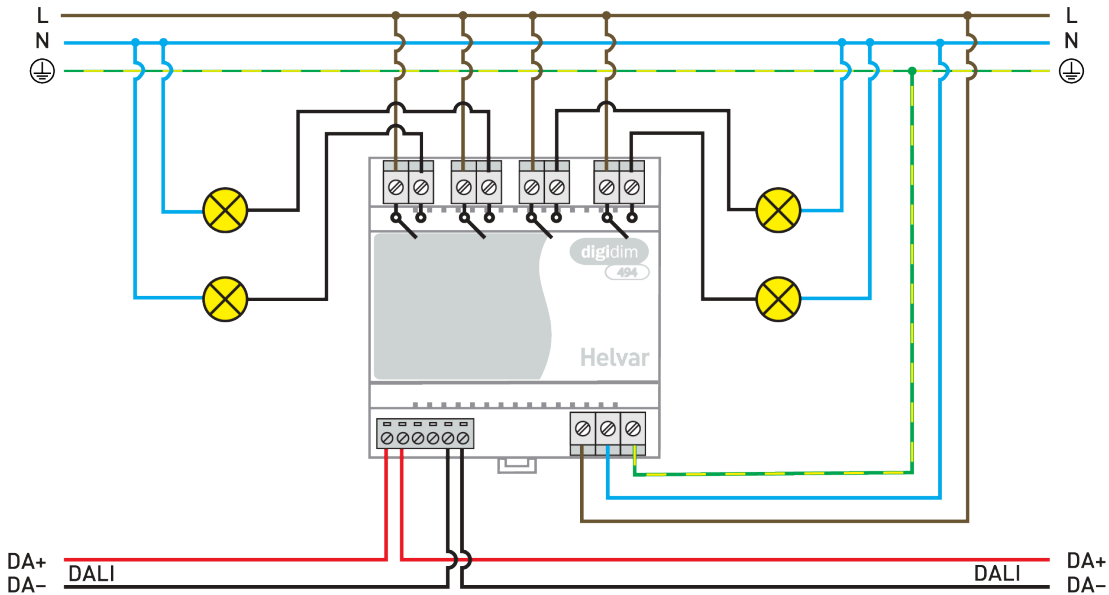 L L
N N
digidim
494
Helvar
DA+ DA+
DALI DALI
DA– DA–